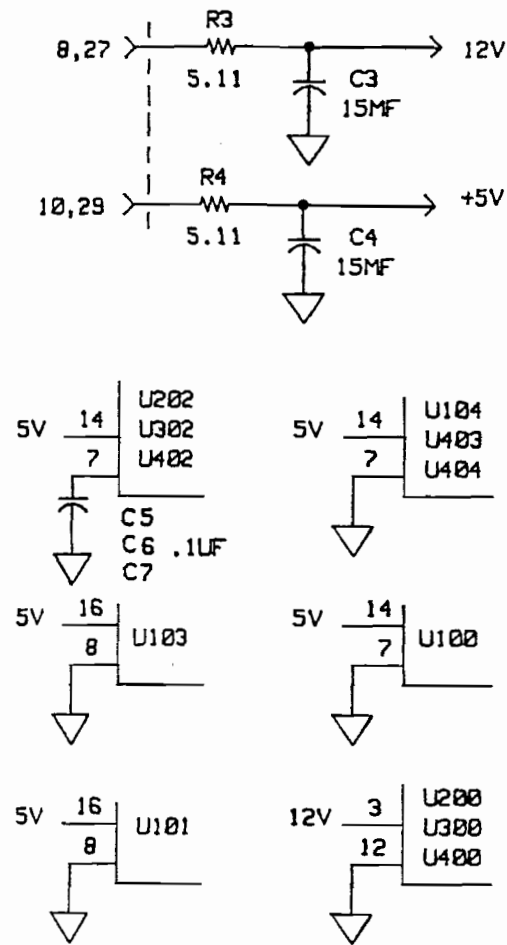 R3
8,27
12V
5.11
C3
15MF
R4
10,29
+5V
5.11
C4
15MF
5V
14
7
U202
U302
U402
C5
C6 .1UF
C7
5V
14
7
U104
U403
U404
5V
16
8
U103
5V
14
7
U100
5V
16
8
U101
12V
3
12
U200
U300
U400